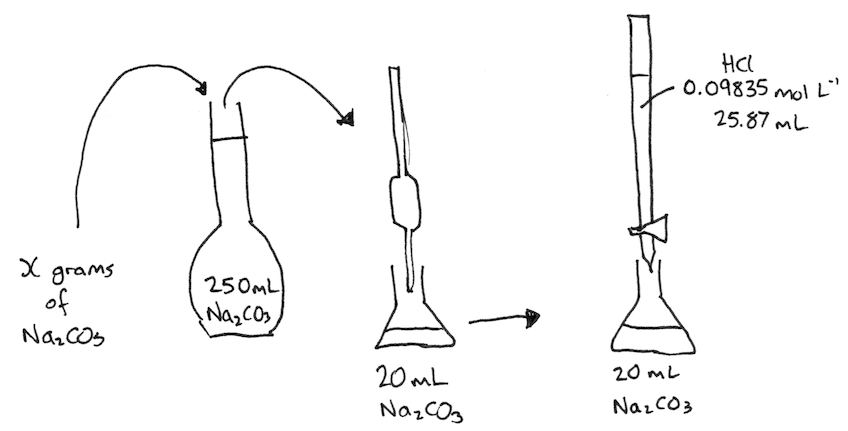 x grams
of
Na₂CO₃
250mL
Na₂CO₃
20 mL
Na₂CO₃
HCl
0.09835 mol L⁻¹
25.87 mL
20 mL
Na₂CO₃